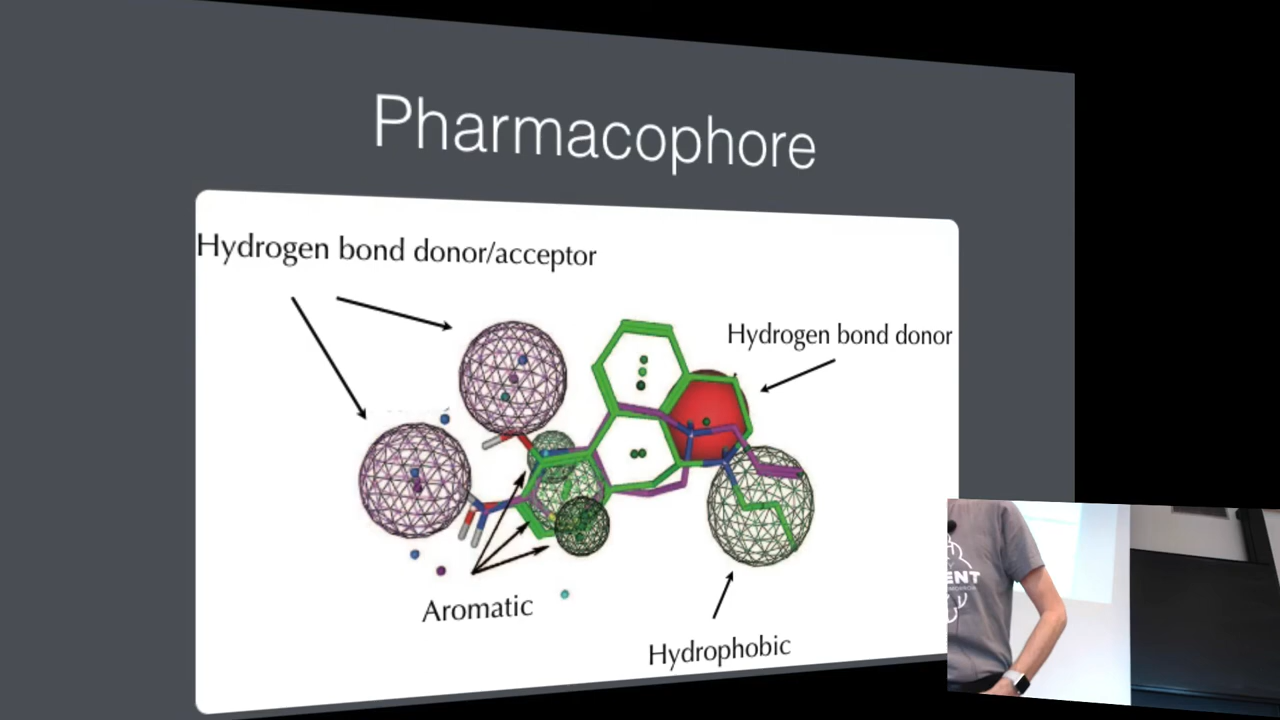 Pharmacophore
Hydrogen bond donor/acceptor
Hydrogen bond donor
Aromatic
Hydrophobic